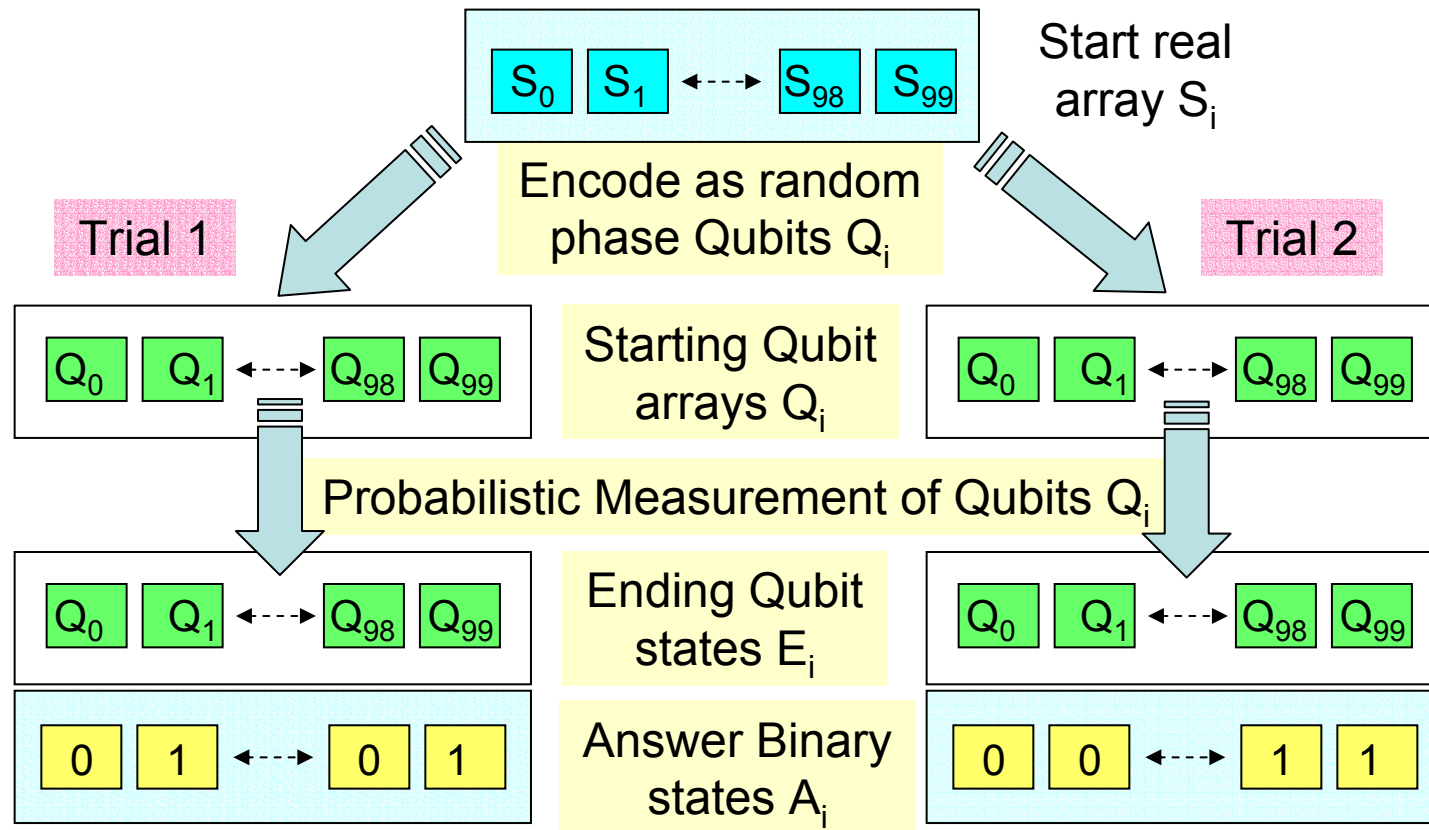 S₀ S₁ S₉₈ S₉₉
Start real
array Sᵢ
Encode as random
phase Qubits Qᵢ
Trial 1
Trial 2
Q₀ Q₁ Q₉₈ Q₉₉
Starting Qubit
arrays Qᵢ
Q₀ Q₁ Q₉₈ Q₉₉
Probabilistic Measurement of Qubits Qᵢ
Q₀ Q₁ Q₉₈ Q₉₉
Ending Qubit
states Eᵢ
Q₀ Q₁ Q₉₈ Q₉₉
0 1 0 1
Answer Binary
states Aᵢ
0 0 1 1